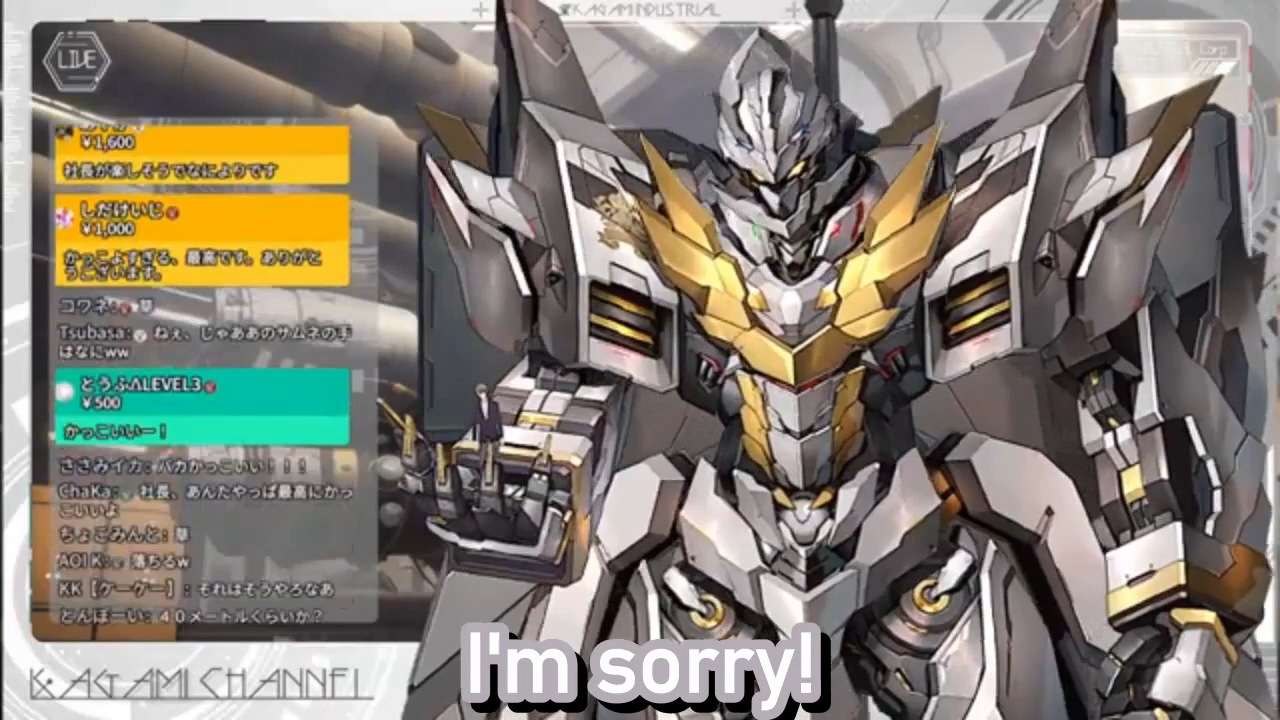 KAGAMI INDUSTRIAL
LIVE
Corp
￥1,600
社長が楽しそうでなによりです
しだけいじ
￥1,000
かっこよすぎる、最高です。ありがと
うございます。
コワネ: 草
Tsubasa: ねぇ、じゃああのサムネの手
はなにww
とうふΔLEVEL3
￥500
かっこいいー！
ささみイカ: バカかっこいい！！！
ChaKa: 社長、あんたやっぱ最高にかっ
こいいよ
ちょこみんと: 草
AOI K: 落ちるw
KK［ケーゲー］: それはそうやろなあ
とんぼーい: ４０メートルくらいか？
I'm sorry!
KAGAMI CHANNEL